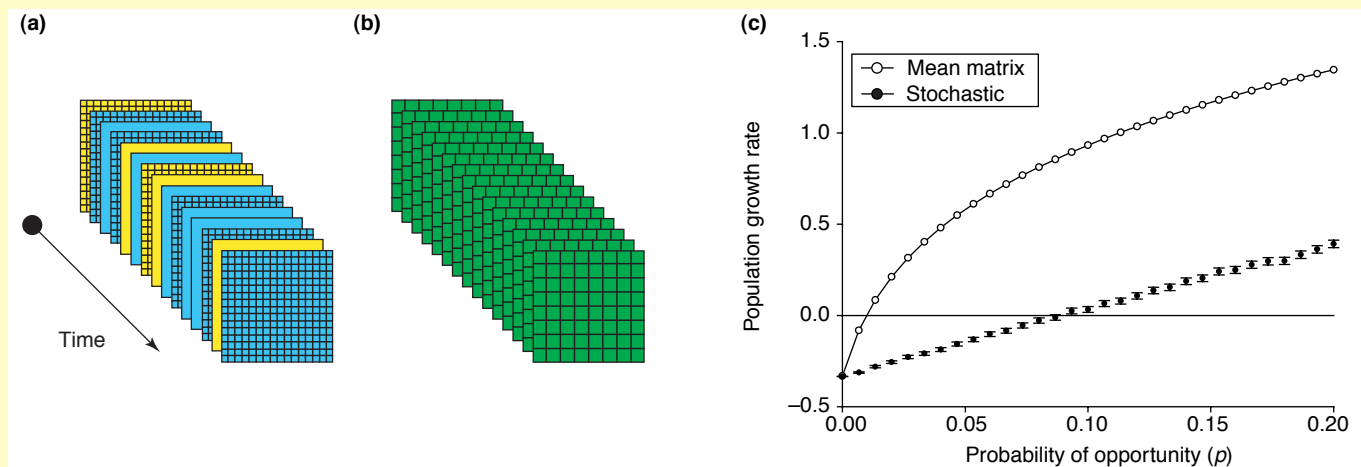 (a)
Time
(b)
(c)
Population growth rate
1.5
1.0
0.5
0.0
–0.5
Mean matrix
Stochastic
0.00
0.05
0.10
0.15
0.20
Probability of opportunity (p)